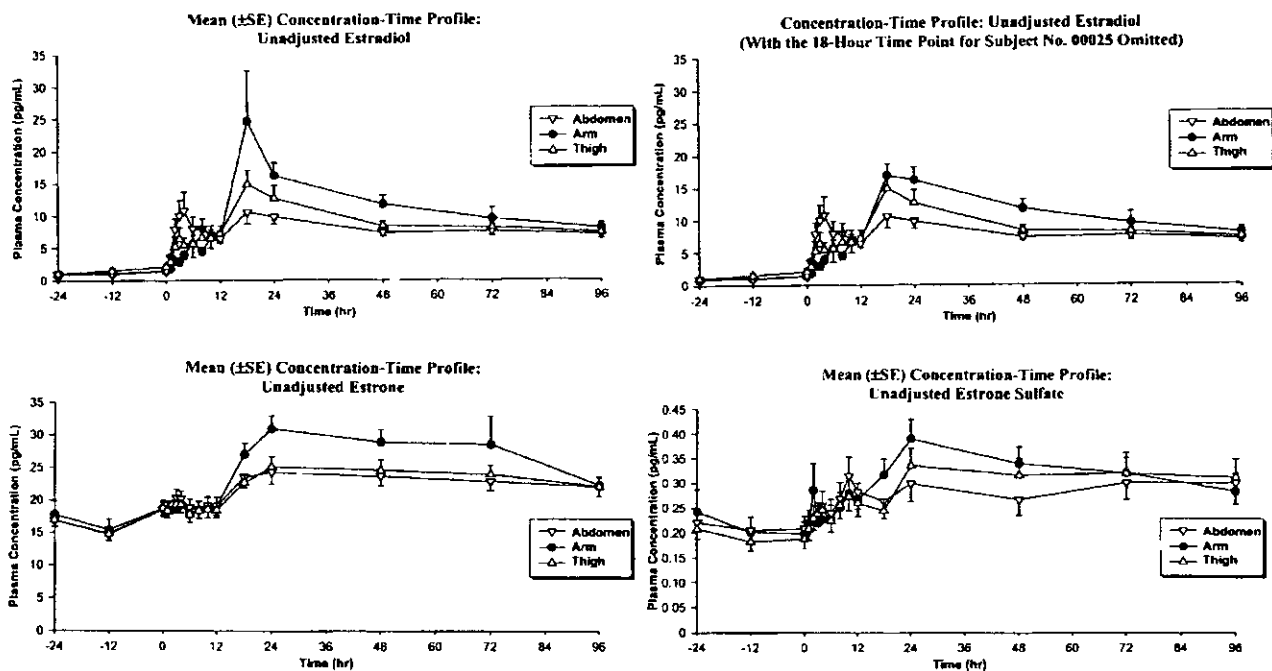 Mean (±SE) Concentration-Time Profile:
Unadjusted Estradiol
Plasma Concentration (pg/mL)
35
30
25
20
15
10
5
0
-24 -12 0 12 24 36 48 60 72 84 96
Time (hr)
Abdomen
Arm
Thigh
Concentration-Time Profile: Unadjusted Estradiol
(With the 18-Hour Time Point for Subject No. 00025 Omitted)
Plasma Concentration (pg/mL)
35
30
25
20
15
10
5
0
-24 -12 0 12 24 36 48 60 72 84 96
Time (hr)
Abdomen
Arm
Thigh
Mean (±SE) Concentration-Time Profile:
Unadjusted Estrone
Plasma Concentration (pg/mL)
35
30
25
20
15
10
5
0
-24 -12 0 12 24 36 48 60 72 84 96
Time (hr)
Abdomen
Arm
Thigh
Mean (±SE) Concentration-Time Profile:
Unadjusted Estrone Sulfate
Plasma Concentration (pg/mL)
0.45
0.40
0.35
0.30
0.25
0.20
0.15
0.10
0.05
0
-24 -12 0 12 24 36 48 60 72 84 96
Time (hr)
Abdomen
Arm
Thigh